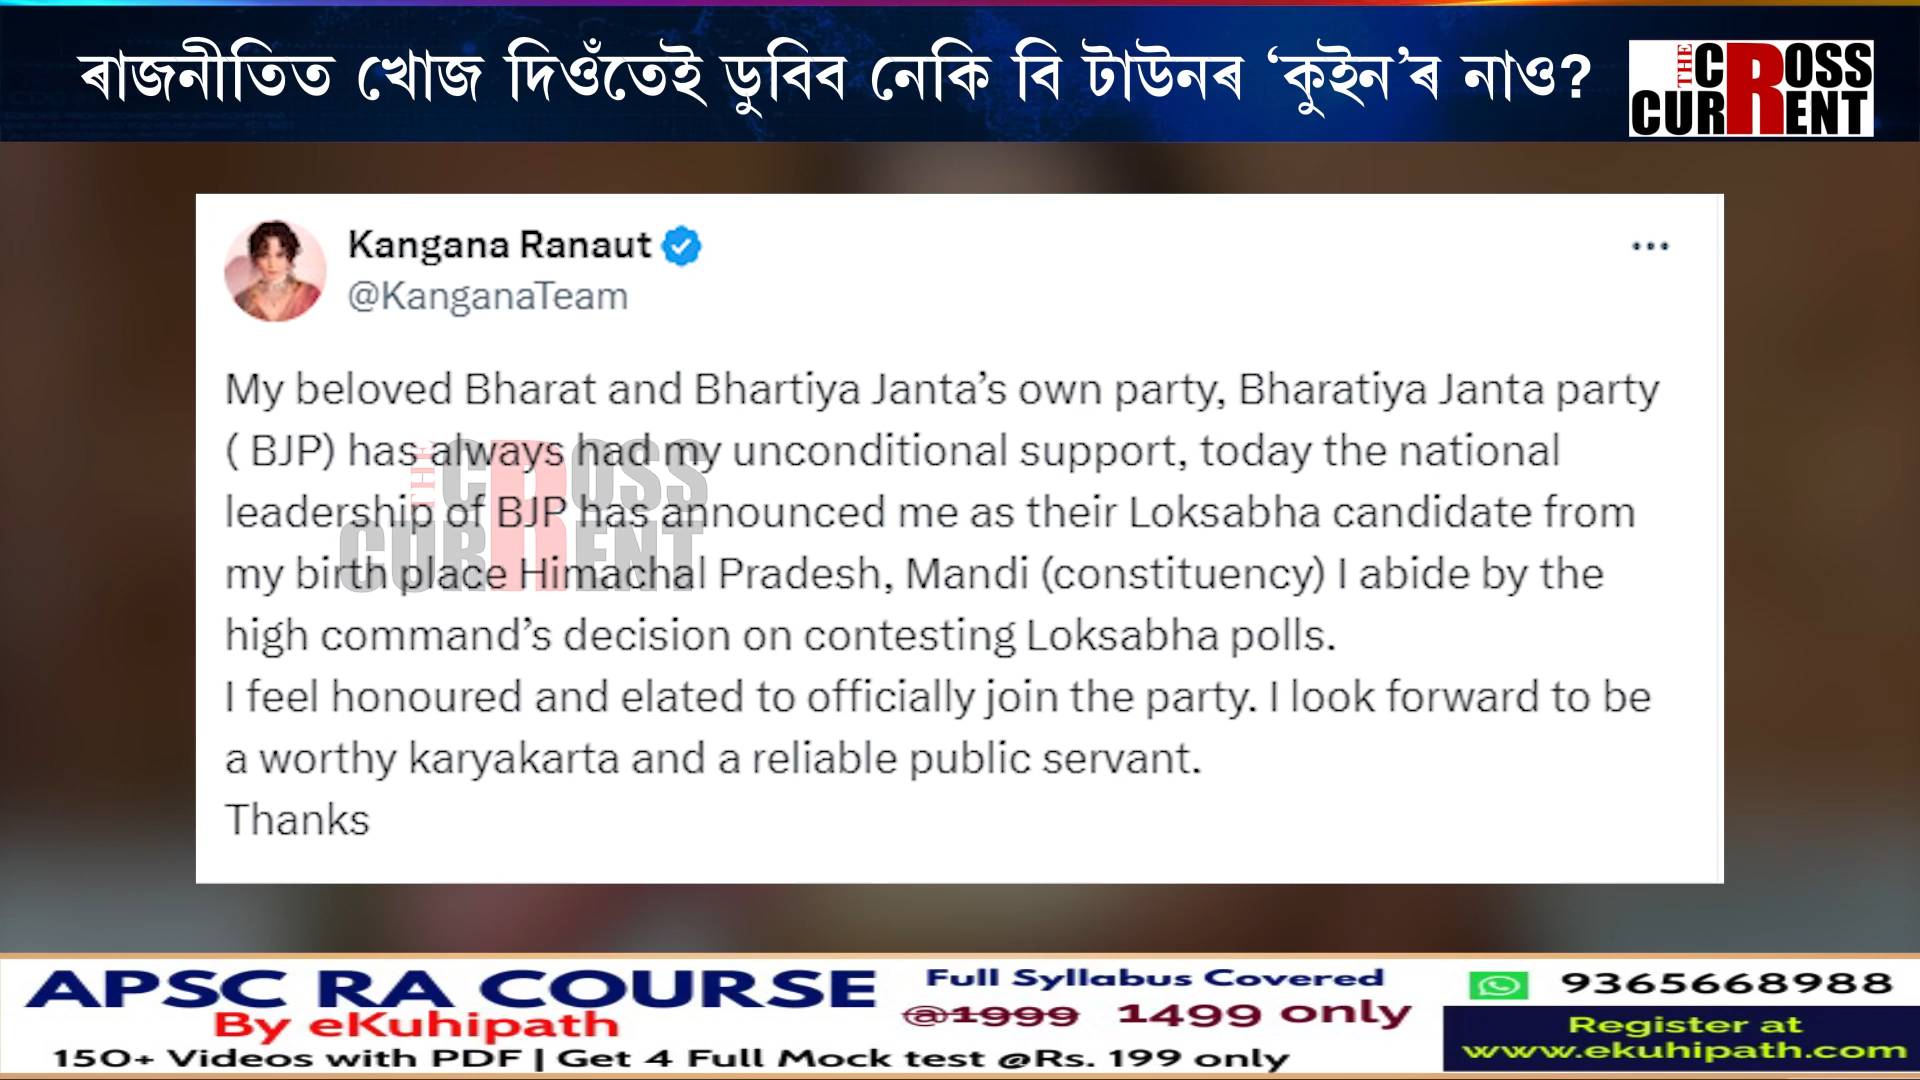 ৰাজনীতিত খোজ দিওঁতেই ডুবিব নেকি বি টাউনৰ ‘কুইন’ৰ নাও?
THE CROSS CURRENT
Kangana Ranaut
@KanganaTeam
My beloved Bharat and Bhartiya Janta’s own party, Bharatiya Janta party
( BJP) has always had my unconditional support, today the national
leadership of BJP has announced me as their Loksabha candidate from
my birth place Himachal Pradesh, Mandi (constituency) I abide by the
high command’s decision on contesting Loksabha polls.
I feel honoured and elated to officially join the party. I look forward to be
a worthy karyakarta and a reliable public servant.
Thanks
THE CROSS CURRENT
APSC RA COURSE
By eKuhipath
150+ Videos with PDF | Get 4 Full Mock test @Rs. 199 only
Full Syllabus Covered
@1999 1499 only
9365668988
Register at
www.ekuhipath.com